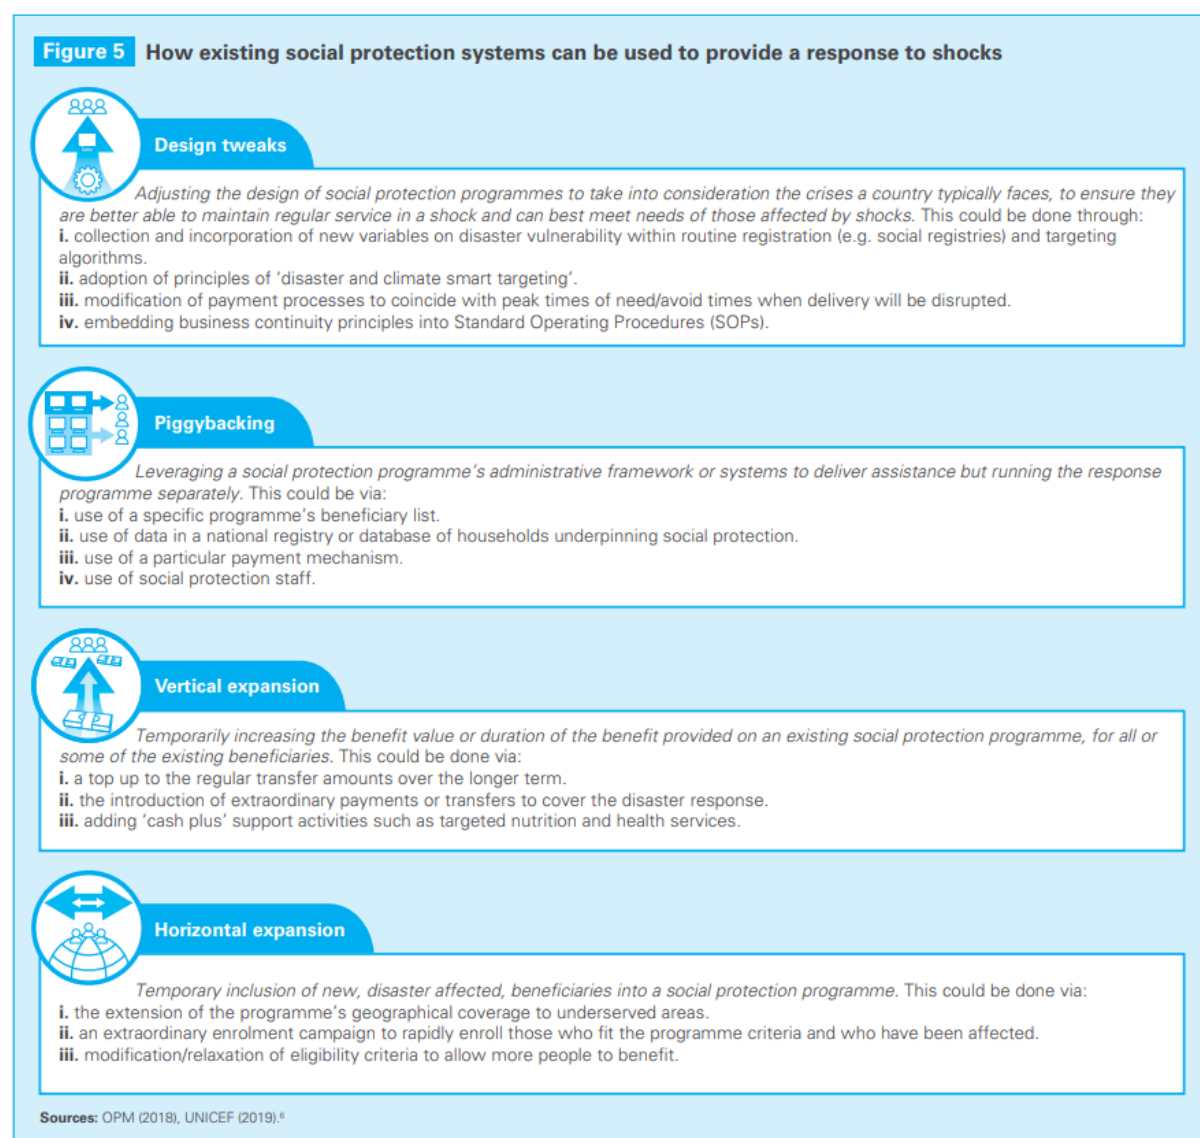 Figure 5 How existing social protection systems can be used to provide a response to shocks
Design tweaks
Adjusting the design of social protection programmes to take into consideration the crises a country typically faces, to ensure they
are better able to maintain regular service in a shock and can best meet needs of those affected by shocks. This could be done through:
i. collection and incorporation of new variables on disaster vulnerability within routine registration (e.g. social registries) and targeting
algorithms.
ii. adoption of principles of ‘disaster and climate smart targeting’.
iii. modification of payment processes to coincide with peak times of need/avoid times when delivery will be disrupted.
iv. embedding business continuity principles into Standard Operating Procedures (SOPs).
Piggybacking
Leveraging a social protection programme’s administrative framework or systems to deliver assistance but running the response
programme separately. This could be via:
i. use of a specific programme’s beneficiary list.
ii. use of data in a national registry or database of households underpinning social protection.
iii. use of a particular payment mechanism.
iv. use of social protection staff.
Vertical expansion
Temporarily increasing the benefit value or duration of the benefit provided on an existing social protection programme, for all or
some of the existing beneficiaries. This could be done via:
i. a top up to the regular transfer amounts over the longer term.
ii. the introduction of extraordinary payments or transfers to cover the disaster response.
iii. adding ‘cash plus’ support activities such as targeted nutrition and health services.
Horizontal expansion
Temporary inclusion of new, disaster affected, beneficiaries into a social protection programme. This could be done via:
i. the extension of the programme’s geographical coverage to underserved areas.
ii. an extraordinary enrolment campaign to rapidly enroll those who fit the programme criteria and who have been affected.
iii. modification/relaxation of eligibility criteria to allow more people to benefit.
Sources: OPM (2018), UNICEF (2019).⁶